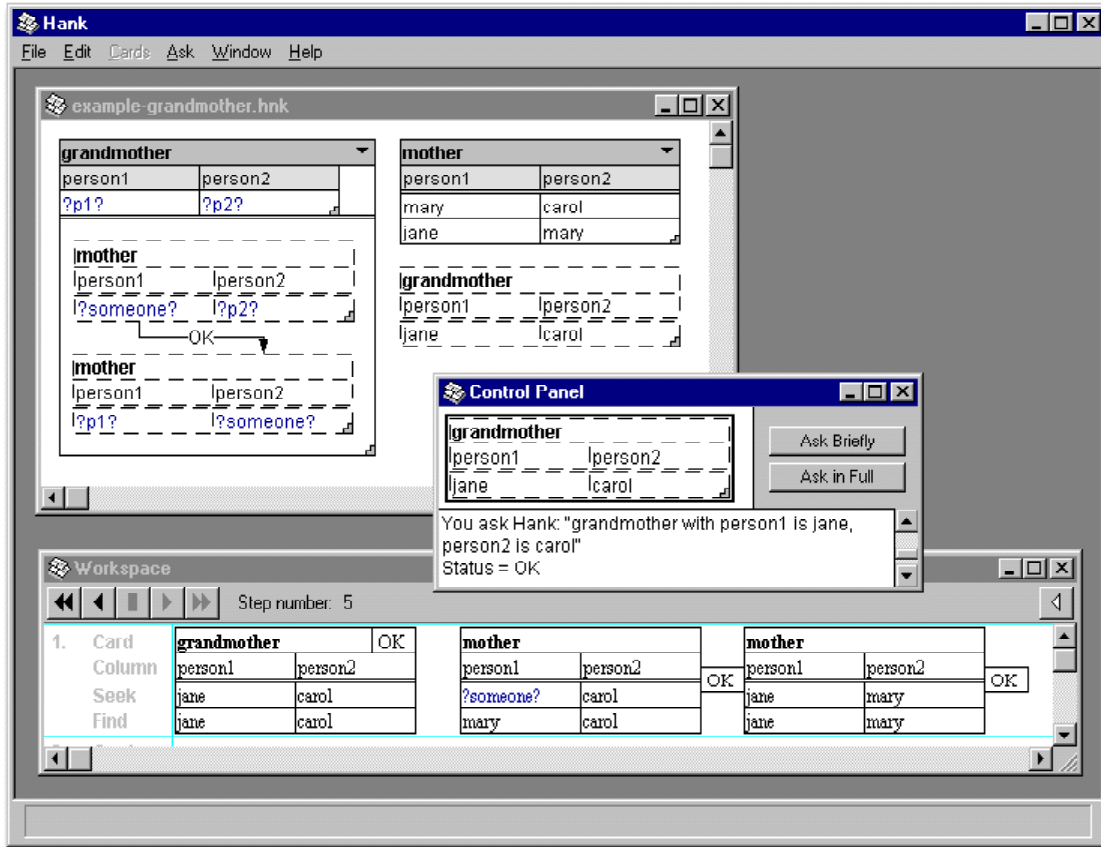 Hank
File Edit Cards Ask Window Help
example-grandmother.hnk
grandmother
person1 person2
?p1? ?p2?
mother
person1 person2
?someone? ?p2?
OK
mother
person1 person2
?p1? ?someone?
mother
person1 person2
mary carol
jane mary
grandmother
person1 person2
jane carol
Control Panel
grandmother
person1 person2
jane carol
Ask Briefly
Ask in Full
You ask Hank: "grandmother with person1 is jane,
person2 is carol"
Status = OK
Workspace
Step number: 5
1. Card grandmother OK mother mother
Column person1 person2 person1 person2 OK person1 person2 OK
Seek jane carol ?someone? carol jane mary
Find jane carol mary carol jane mary